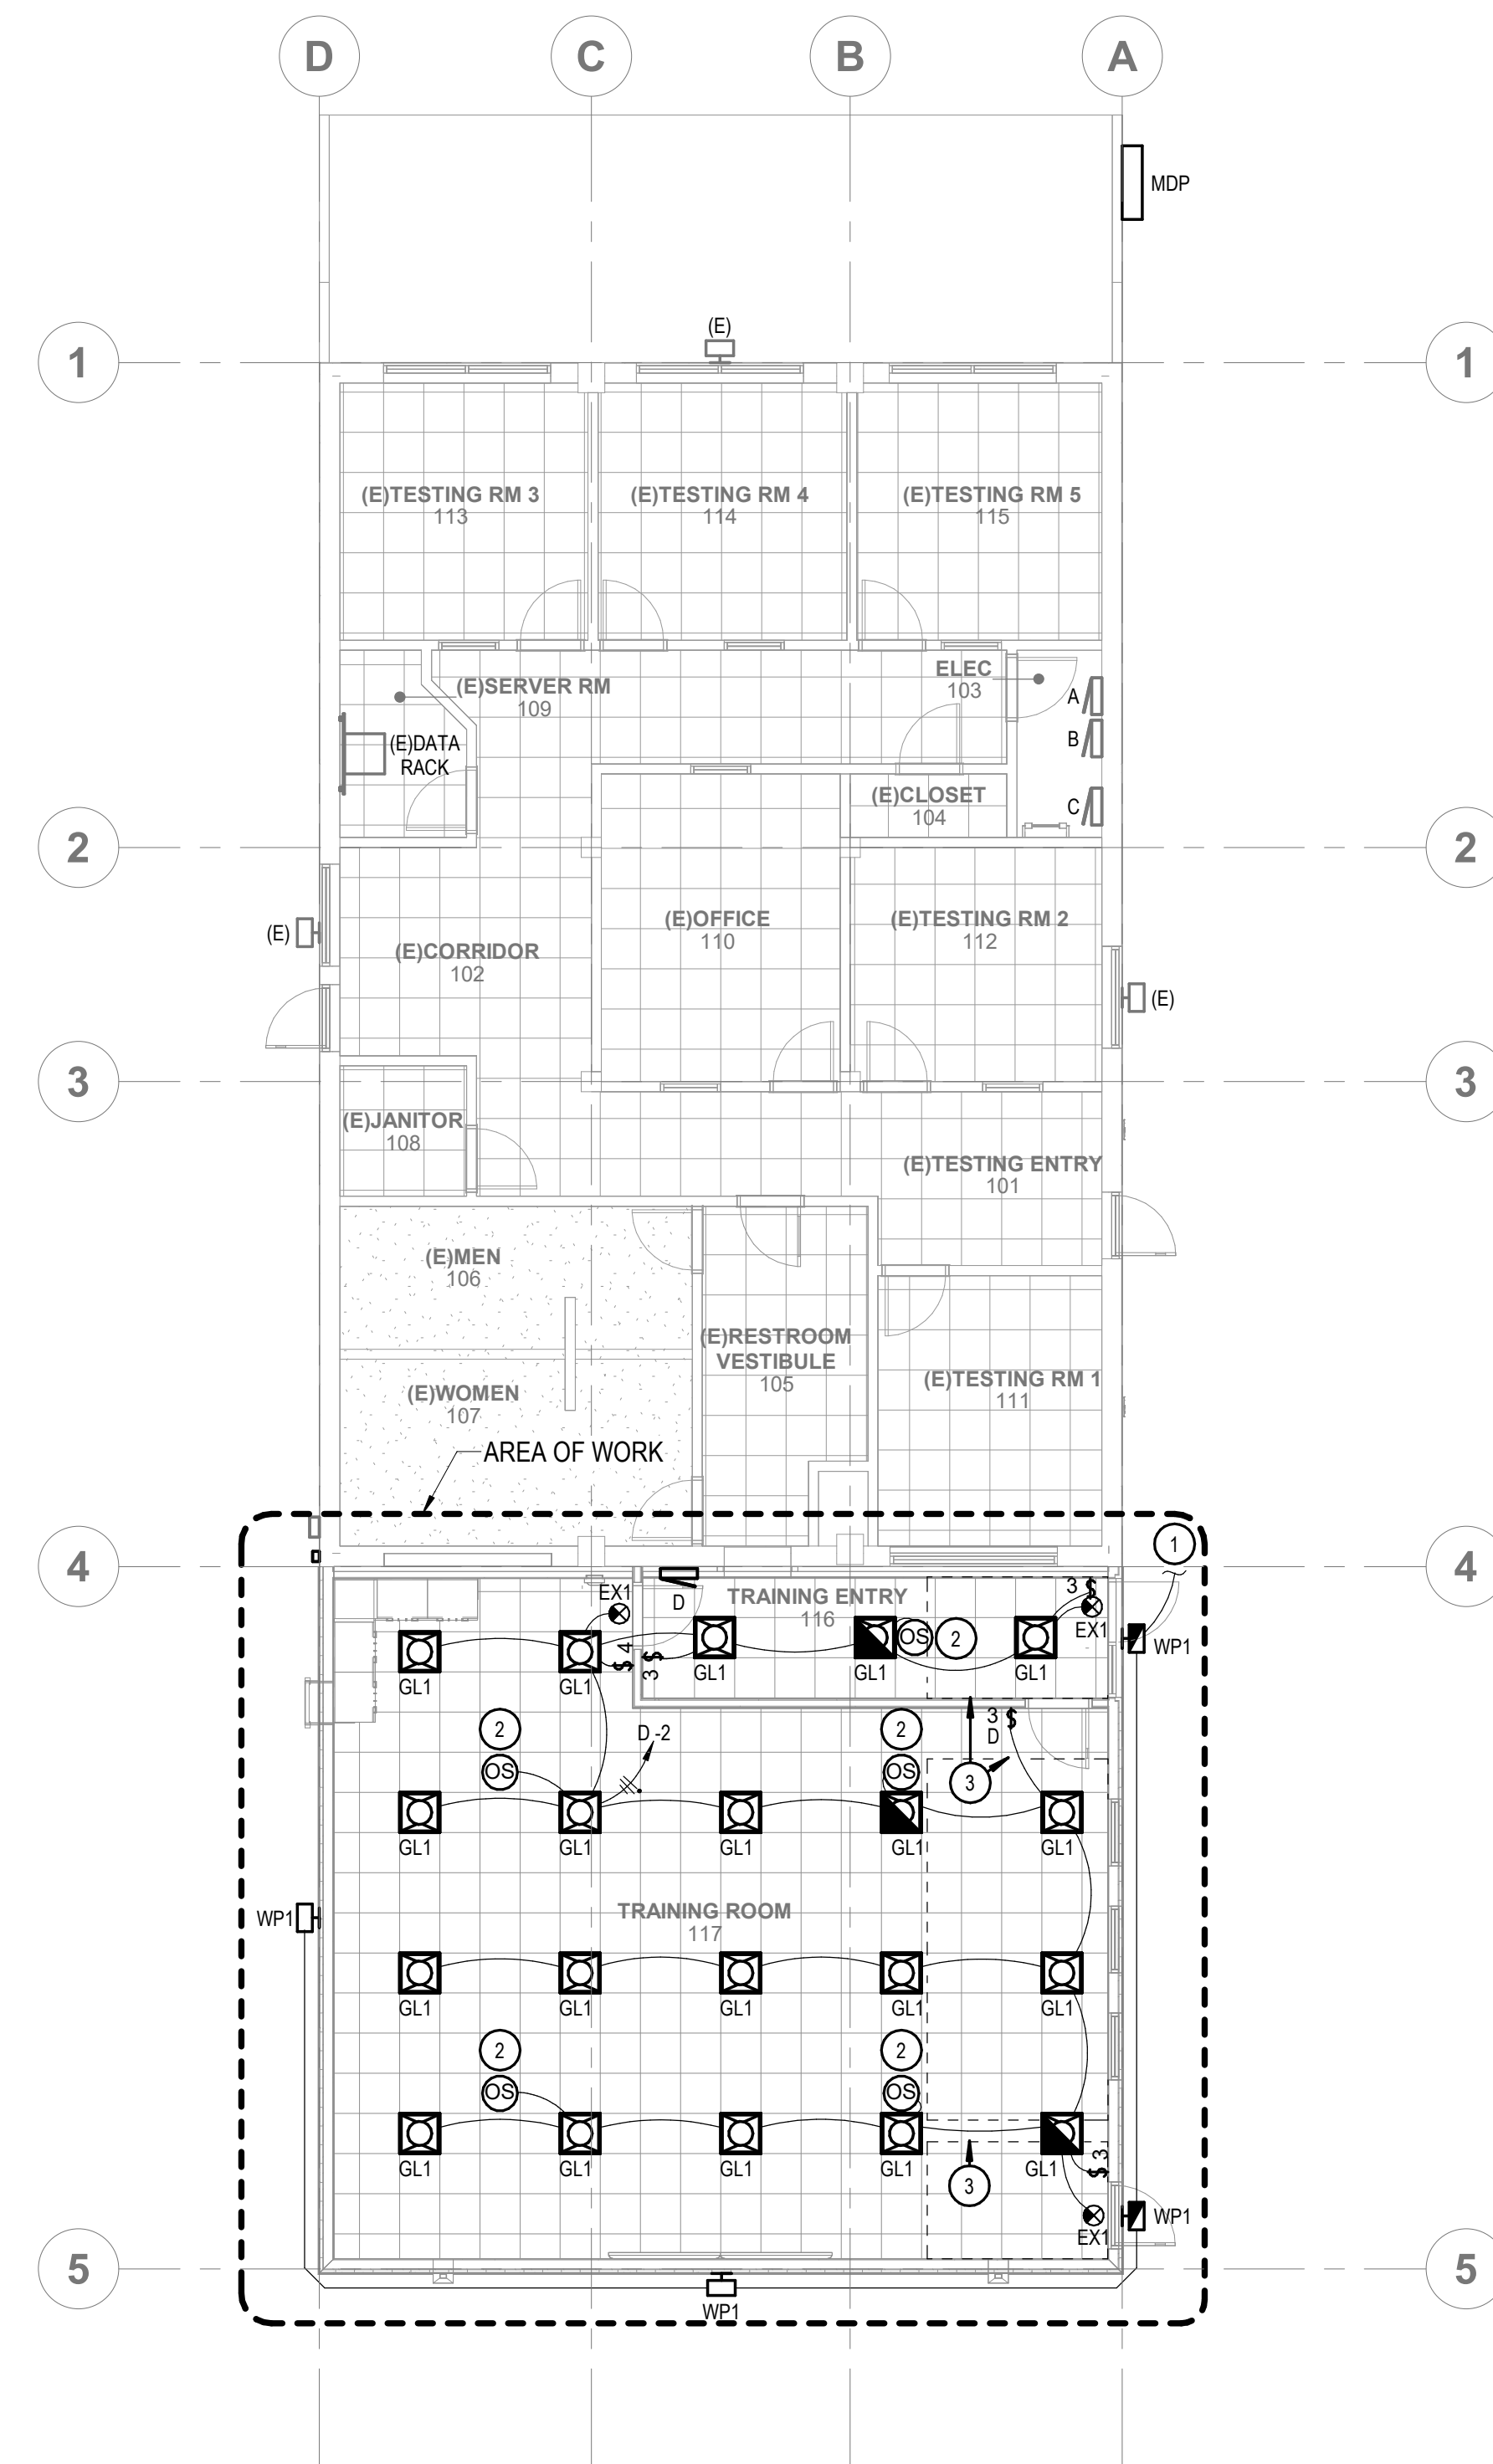 D
C
B
A
MDP
(E)
1
1
(E)TESTING RM 3
113
(E)TESTING RM 4
114
(E)TESTING RM 5
115
ELEC
103
(E)SERVER RM
109
A
B
C
(E)DATA
RACK
(E)CLOSET
104
2
2
(E)
(E)OFFICE
110
(E)TESTING RM 2
112
(E)CORRIDOR
102
(E)
3
3
(E)JANITOR
108
(E)TESTING ENTRY
101
(E)MEN
106
(E)RESTROOM
VESTIBULE
105
(E)TESTING RM 1
111
(E)WOMEN
107
AREA OF WORK
4
4
1
EX1
D
TRAINING ENTRY
116
3 $
EX1
OS
2
WP1
$ 4
3 $
GL1
GL1
GL1
GL1
GL1
2
D -2
2
3 $
D
OS
OS
3
GL1
GL1
GL1
GL1
GL1
TRAINING ROOM
117
WP1
GL1
GL1
GL1
GL1
GL1
2
2
OS
OS
GL1
GL1
GL1
GL1
GL1
$ 3
3
EX1
WP1
5
5
WP1